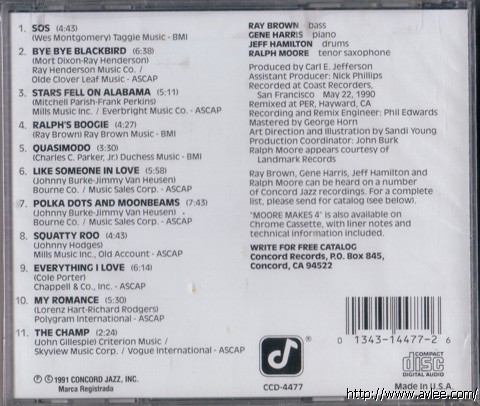 1. SOS (4:43)
(Wes Montgomery) Taggie Music - BMI
2. BYE BYE BLACKBIRD (6:38)
(Mort Dixon-Ray Henderson)
Ray Henderson Music Co. /
Olde Clover Leaf Music - ASCAP
3. STARS FELL ON ALABAMA (5:11)
(Mitchell Parish-Frank Perkins)
Mills Music Inc. / Everbright Music Co. - ASCAP
4. RALPH'S BOOGIE (4:27)
(Ray Brown) Ray Brown Music - BMI
5. QUASIMODO (3:30)
(Charles C. Parker, Jr.) Duchess Music - BMI
6. LIKE SOMEONE IN LOVE (5:58)
(Johnny Burke-Jimmy Van Heusen)
Bourne Co. / Music Sales Corp. - ASCAP
7. POLKA DOTS AND MOONBEAMS (7:43)
(Johnny Burke-Jimmy Van Heusen)
Bourne Co. / Music Sales Corp. - ASCAP
8. SQUATTY ROO (4:43)
(Johnny Hodges)
Mills Music Inc., Old Account - ASCAP
9. EVERYTHING I LOVE (6:14)
(Cole Porter)
Chappell & Co., Inc. - ASCAP
10. MY ROMANCE (5:30)
(Lorenz Hart-Richard Rodgers)
Polygram International - ASCAP
11. THE CHAMP (2:24)
(John Gillespie) Criterion Music /
Skyview Music Corp. / Vogue International - ASCAP
℗ © 1991 CONCORD JAZZ, INC.
Marca Registrada
RAY BROWN bass
GENE HARRIS piano
JEFF HAMILTON drums
RALPH MOORE tenor saxophone
Produced by Carl E. Jefferson
Assistant Producer: Nick Phillips
Recorded at Coast Recorders,
San Francisco May 22, 1990
Remixed at PER, Hayward, CA
Recording and Remix Engineer: Phil Edwards
Mastered by George Horn
Art Direction and Illustration by Sandi Young
Production Coordinator: John Burk
Ralph Moore appears courtesy of
Landmark Records
Ray Brown, Gene Harris, Jeff Hamilton and
Ralph Moore can be heard on a number
of Concord Jazz recordings. For a complete
list, please send for catalog (see below).
"MOORE MAKES 4" is also available on
Chrome Cassette, with liner notes and
technical information included.
WRITE FOR FREE CATALOG
Concord Records, P.O. Box 845,
Concord, CA 94522
0 13431-4477-2 6
CCD-4477
COMPACT
disc
DIGITAL AUDIO
Made in U.S.A.
http://www.avlee.com/